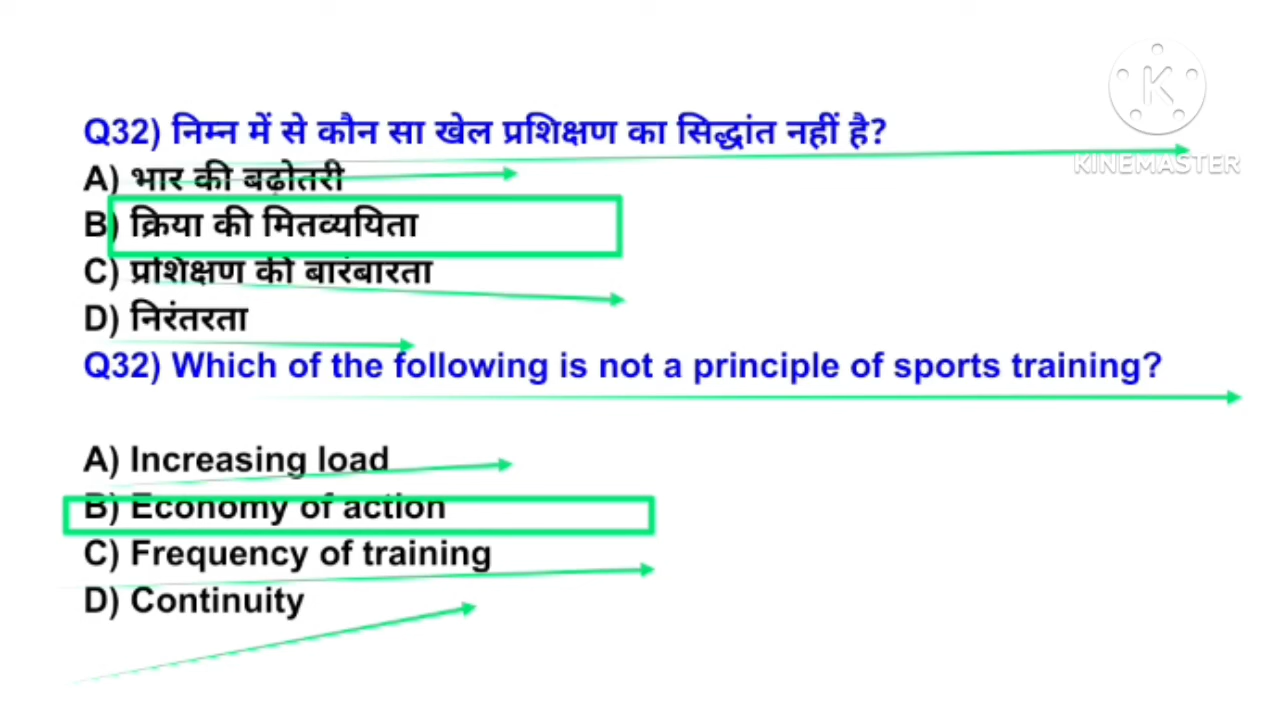 Q32) निम्न में से कौन सा खेल प्रशिक्षण का सिद्धांत नहीं है?
A) भार की बढ़ोतरी
B) क्रिया की मितव्ययिता
C) प्रशिक्षण की बारंबारता
D) निरंतरता
Q32) Which of the following is not a principle of sports training?
A) Increasing load
B) Economy of action
C) Frequency of training
D) Continuity
K
KINEMASTER